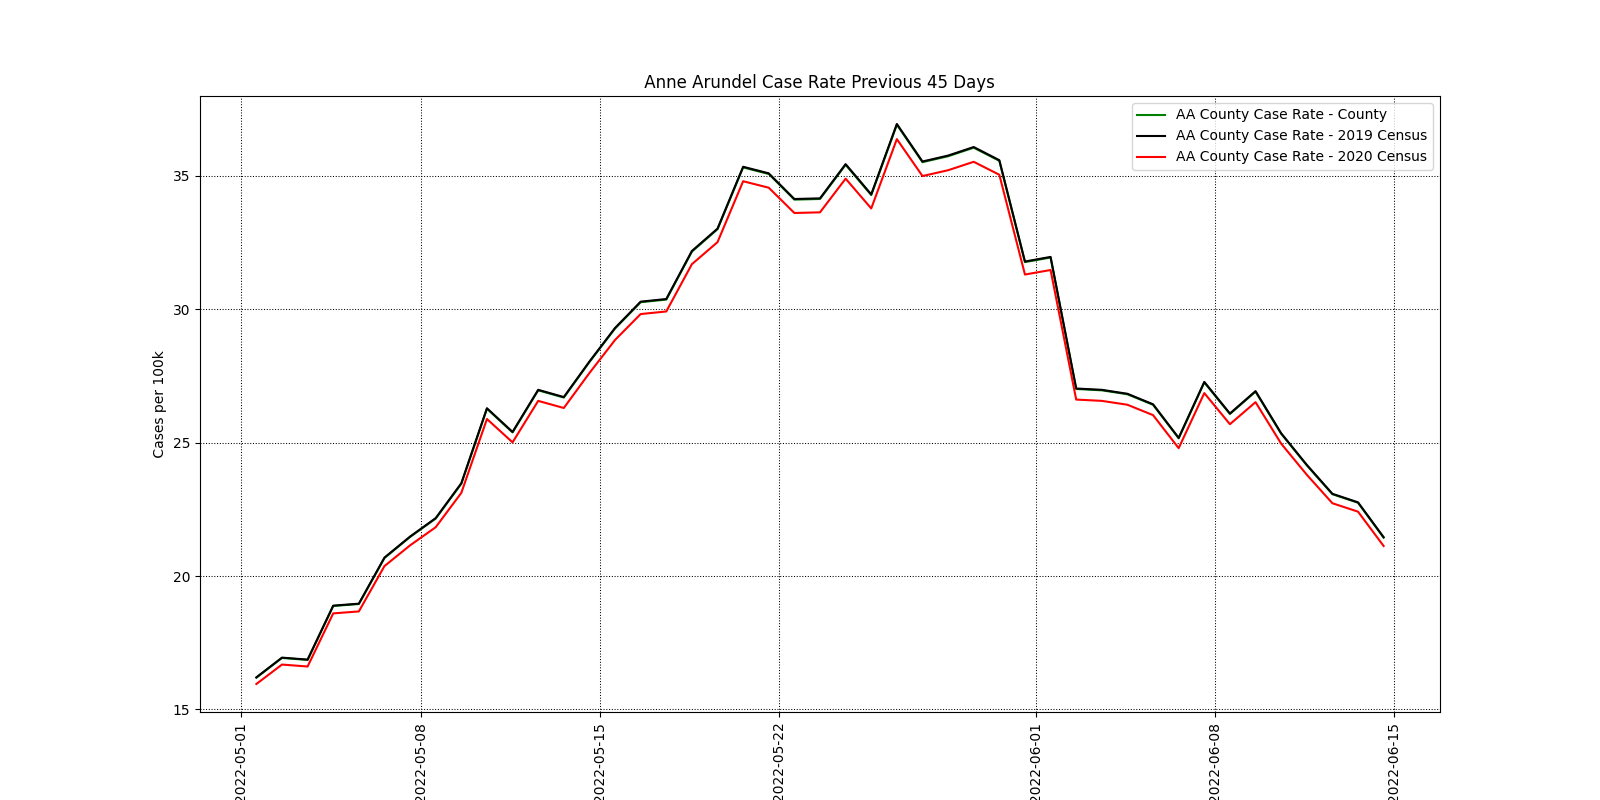 Anne Arundel Case Rate Previous 45 Days
AA County Case Rate - County
AA County Case Rate - 2019 Census
AA County Case Rate - 2020 Census
Cases per 100k
35
30
25
20
15
2022-05-01
2022-05-08
2022-05-15
2022-05-22
2022-06-01
2022-06-08
2022-06-15